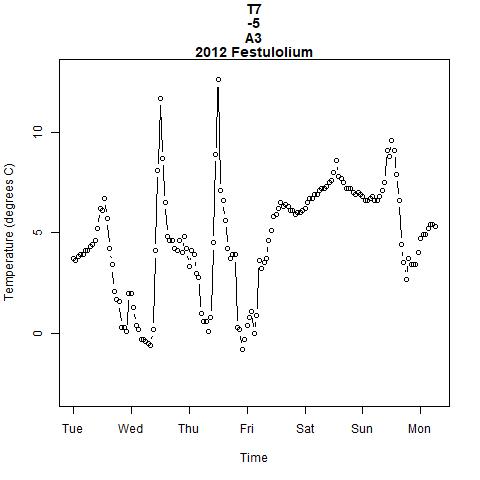 T7
-5
A3
2012 Festulolium
Temperature (degrees C)
10
5
0
Tue Wed Thu Fri Sat Sun Mon
Time